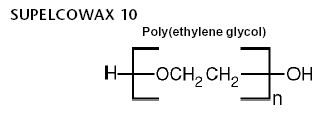 SUPELCOWAX 10
Poly(ethylene glycol)
H OCH₂CH₂ OH
n